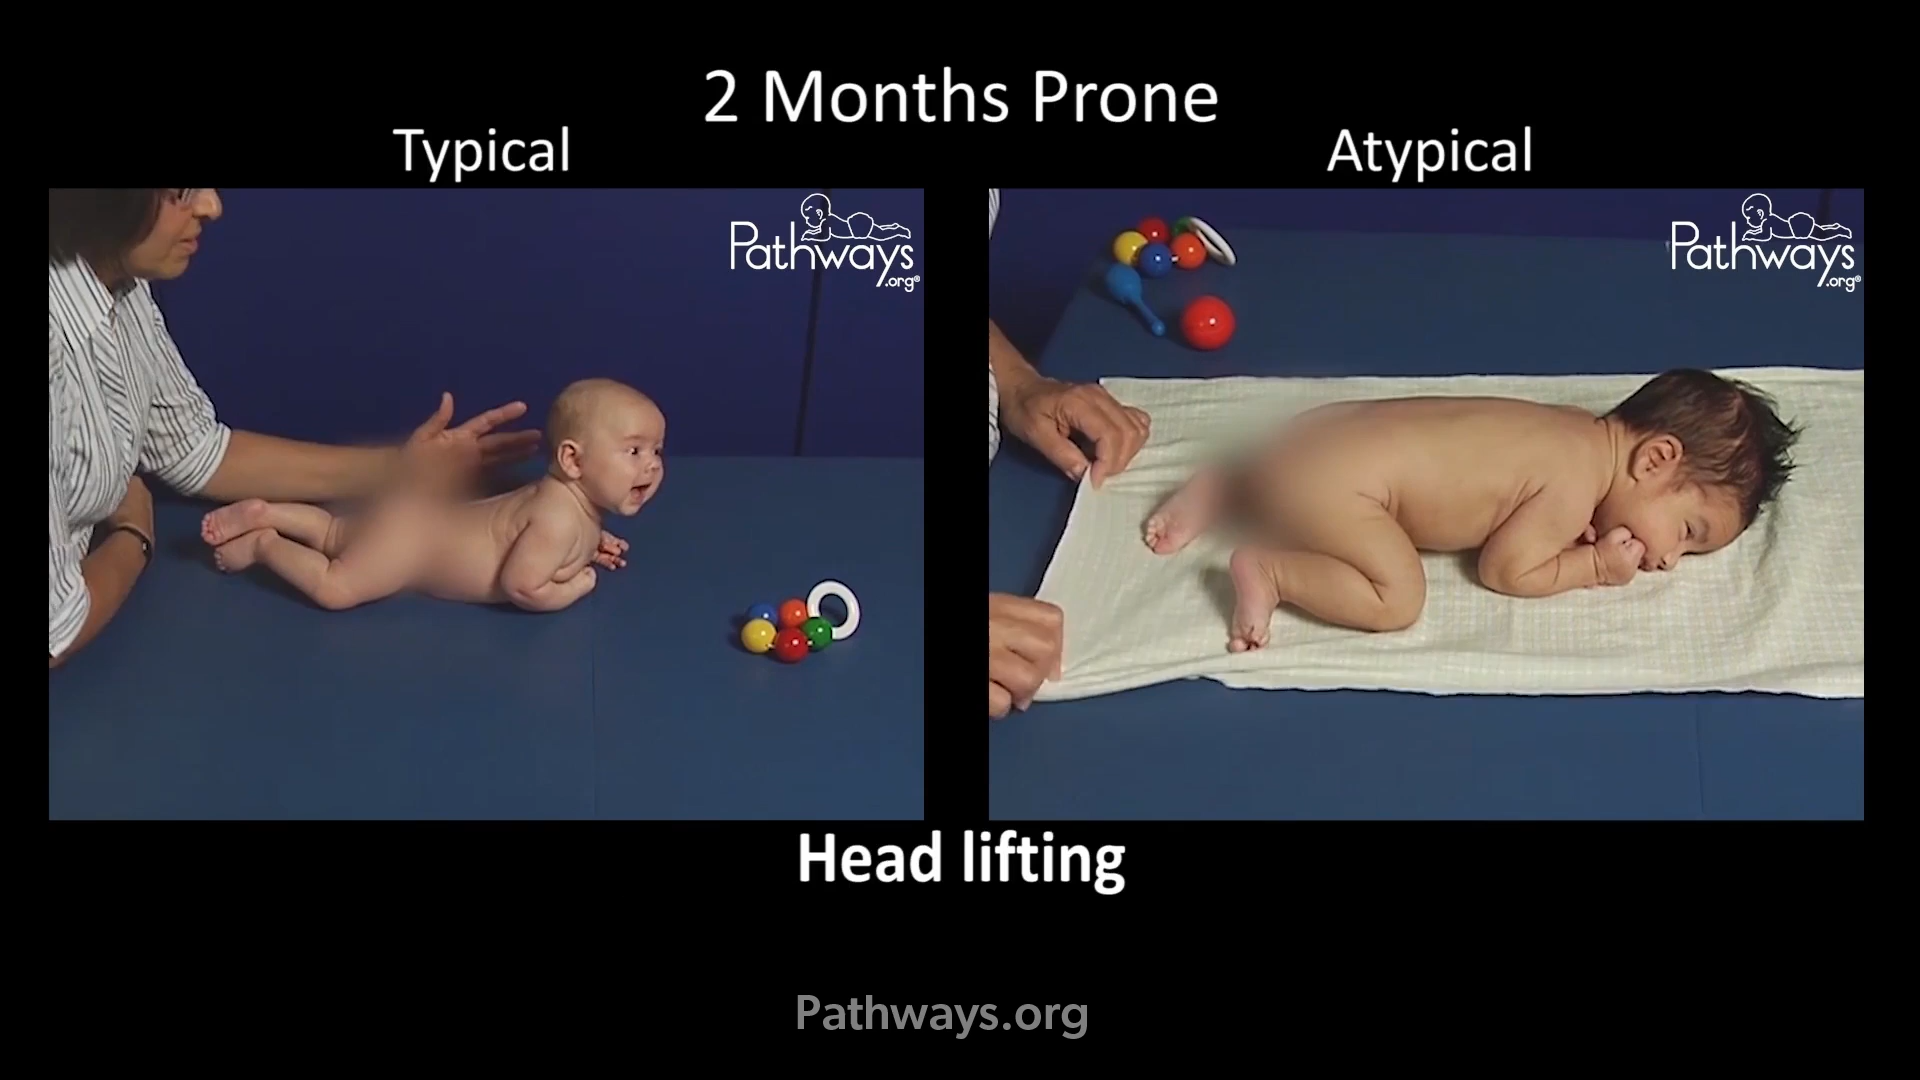 2 Months Prone
Typical
Atypical
Pathways
.org®
Pathways
.org®
Head lifting
Pathways.org